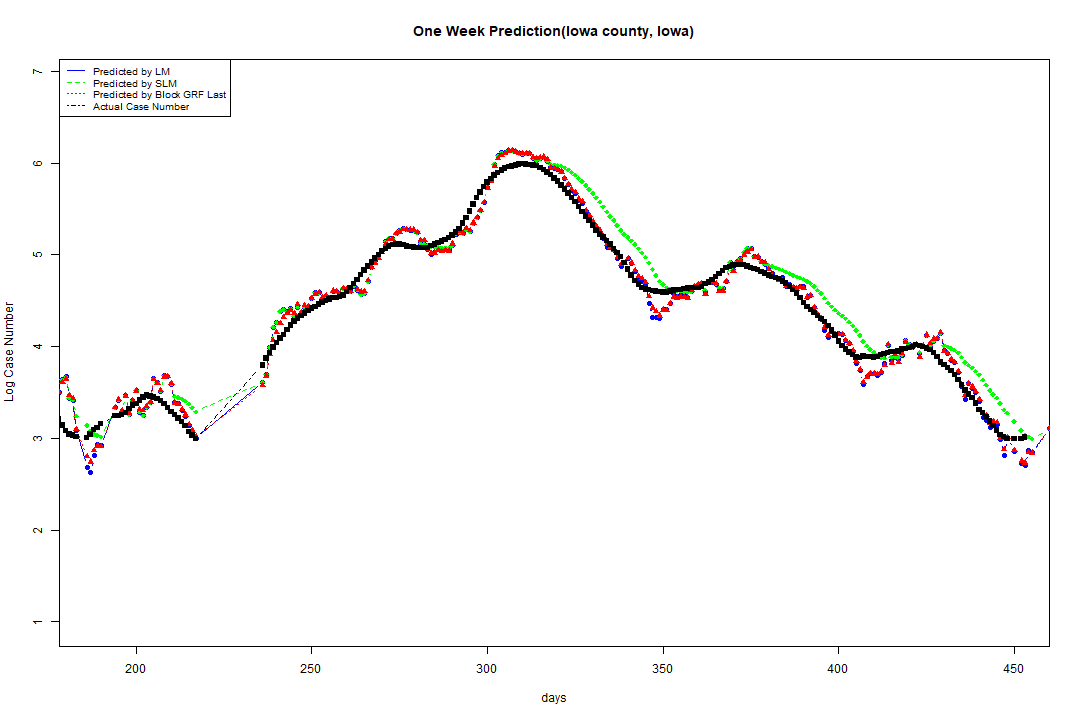 One Week Prediction(Iowa county, Iowa)
Predicted by LM
Predicted by SLM
Predicted by Block GRF Last
Actual Case Number
Log Case Number
7
6
5
4
3
2
1
200 250 300 350 400 450
days